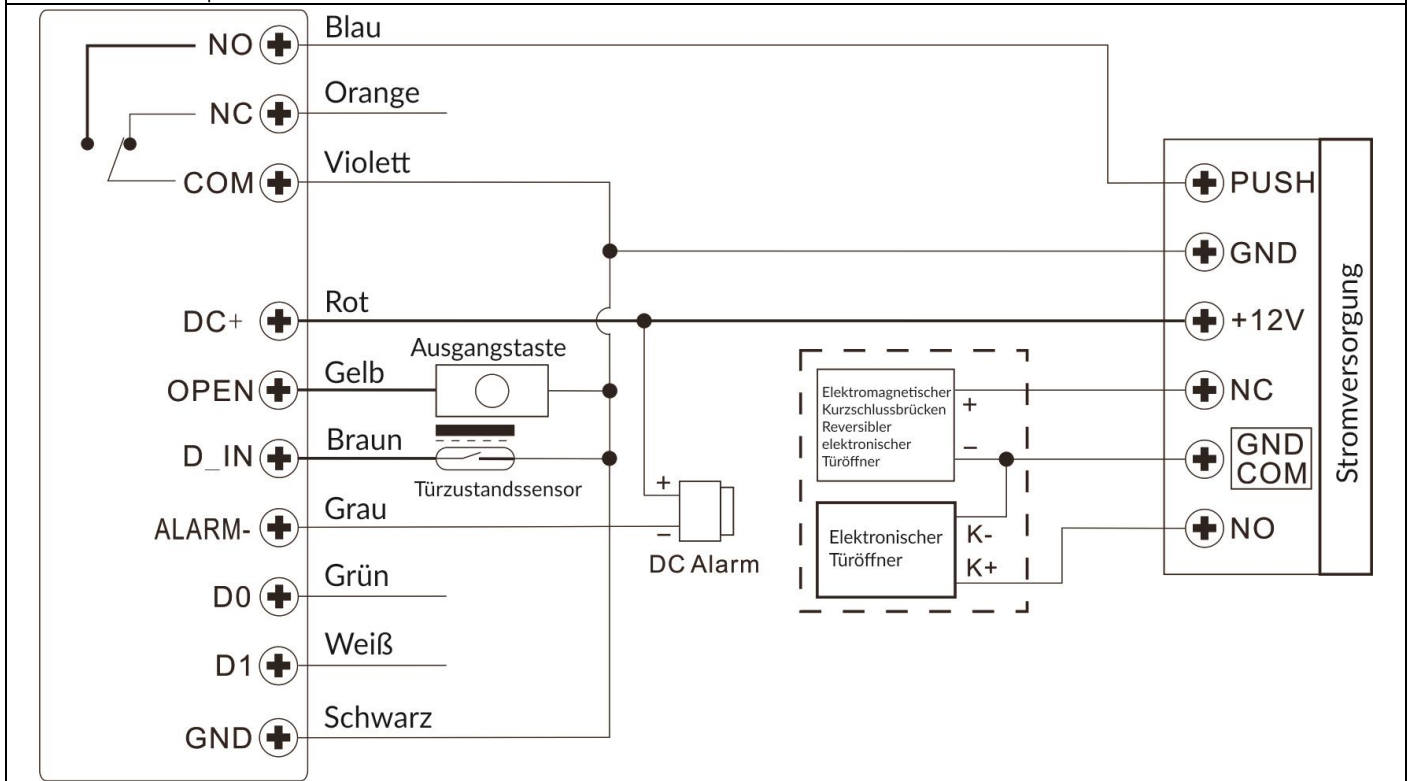 NO Blau
NC Orange
COM Violett
DC+ Rot
OPEN Gelb
Ausgangstaste
D_IN Braun
Türzustandssensor
ALARM- Grau
+
−
DC Alarm
D0 Grün
D1 Weiß
GND Schwarz
Elektromagnetischer
Kurzschlussbrücken
Reversibler
elektronischer
Türöffner
+
−
Elektronischer
Türöffner
K-
K+
PUSH
GND
+12V
NC
GND
COM
NO
Stromversorgung